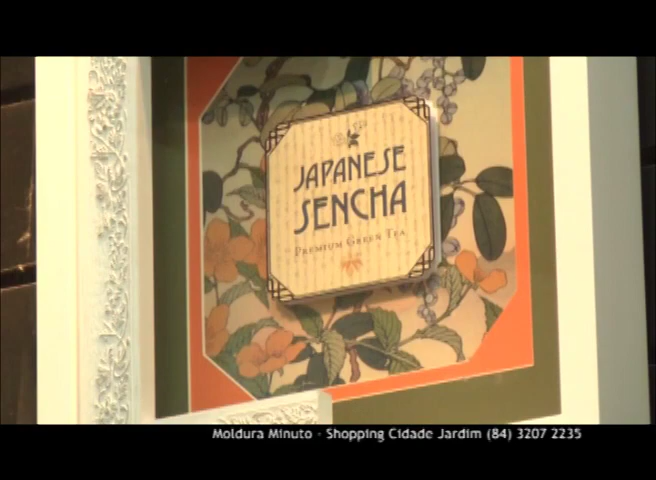 JAPANESE
SENCHA
PREMIUM GREEN TEA
Moldura Minuto - Shopping Cidade Jardim (84) 3207 2235